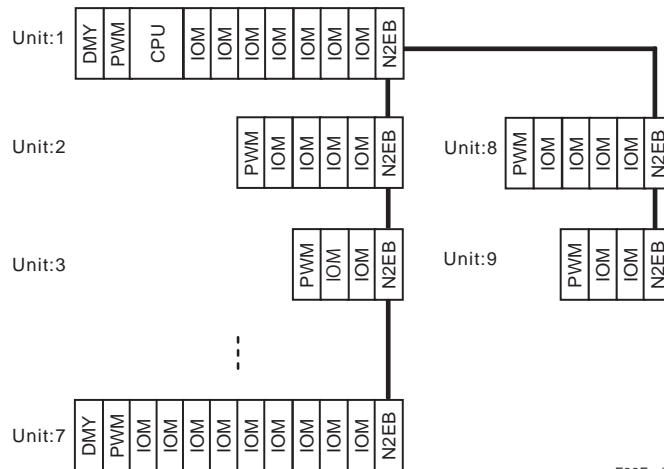 Unit:1 DMY PWM CPU IOM IOM IOM IOM IOM IOM IOM N2EB
Unit:2 PWM IOM IOM IOM IOM N2EB
Unit:8 PWM IOM IOM IOM IOM N2EB
Unit:3 PWM IOM IOM N2EB
Unit:9 PWM IOM IOM N2EB
Unit:7 DMY PWM IOM IOM IOM IOM IOM IOM IOM IOM IOM N2EB